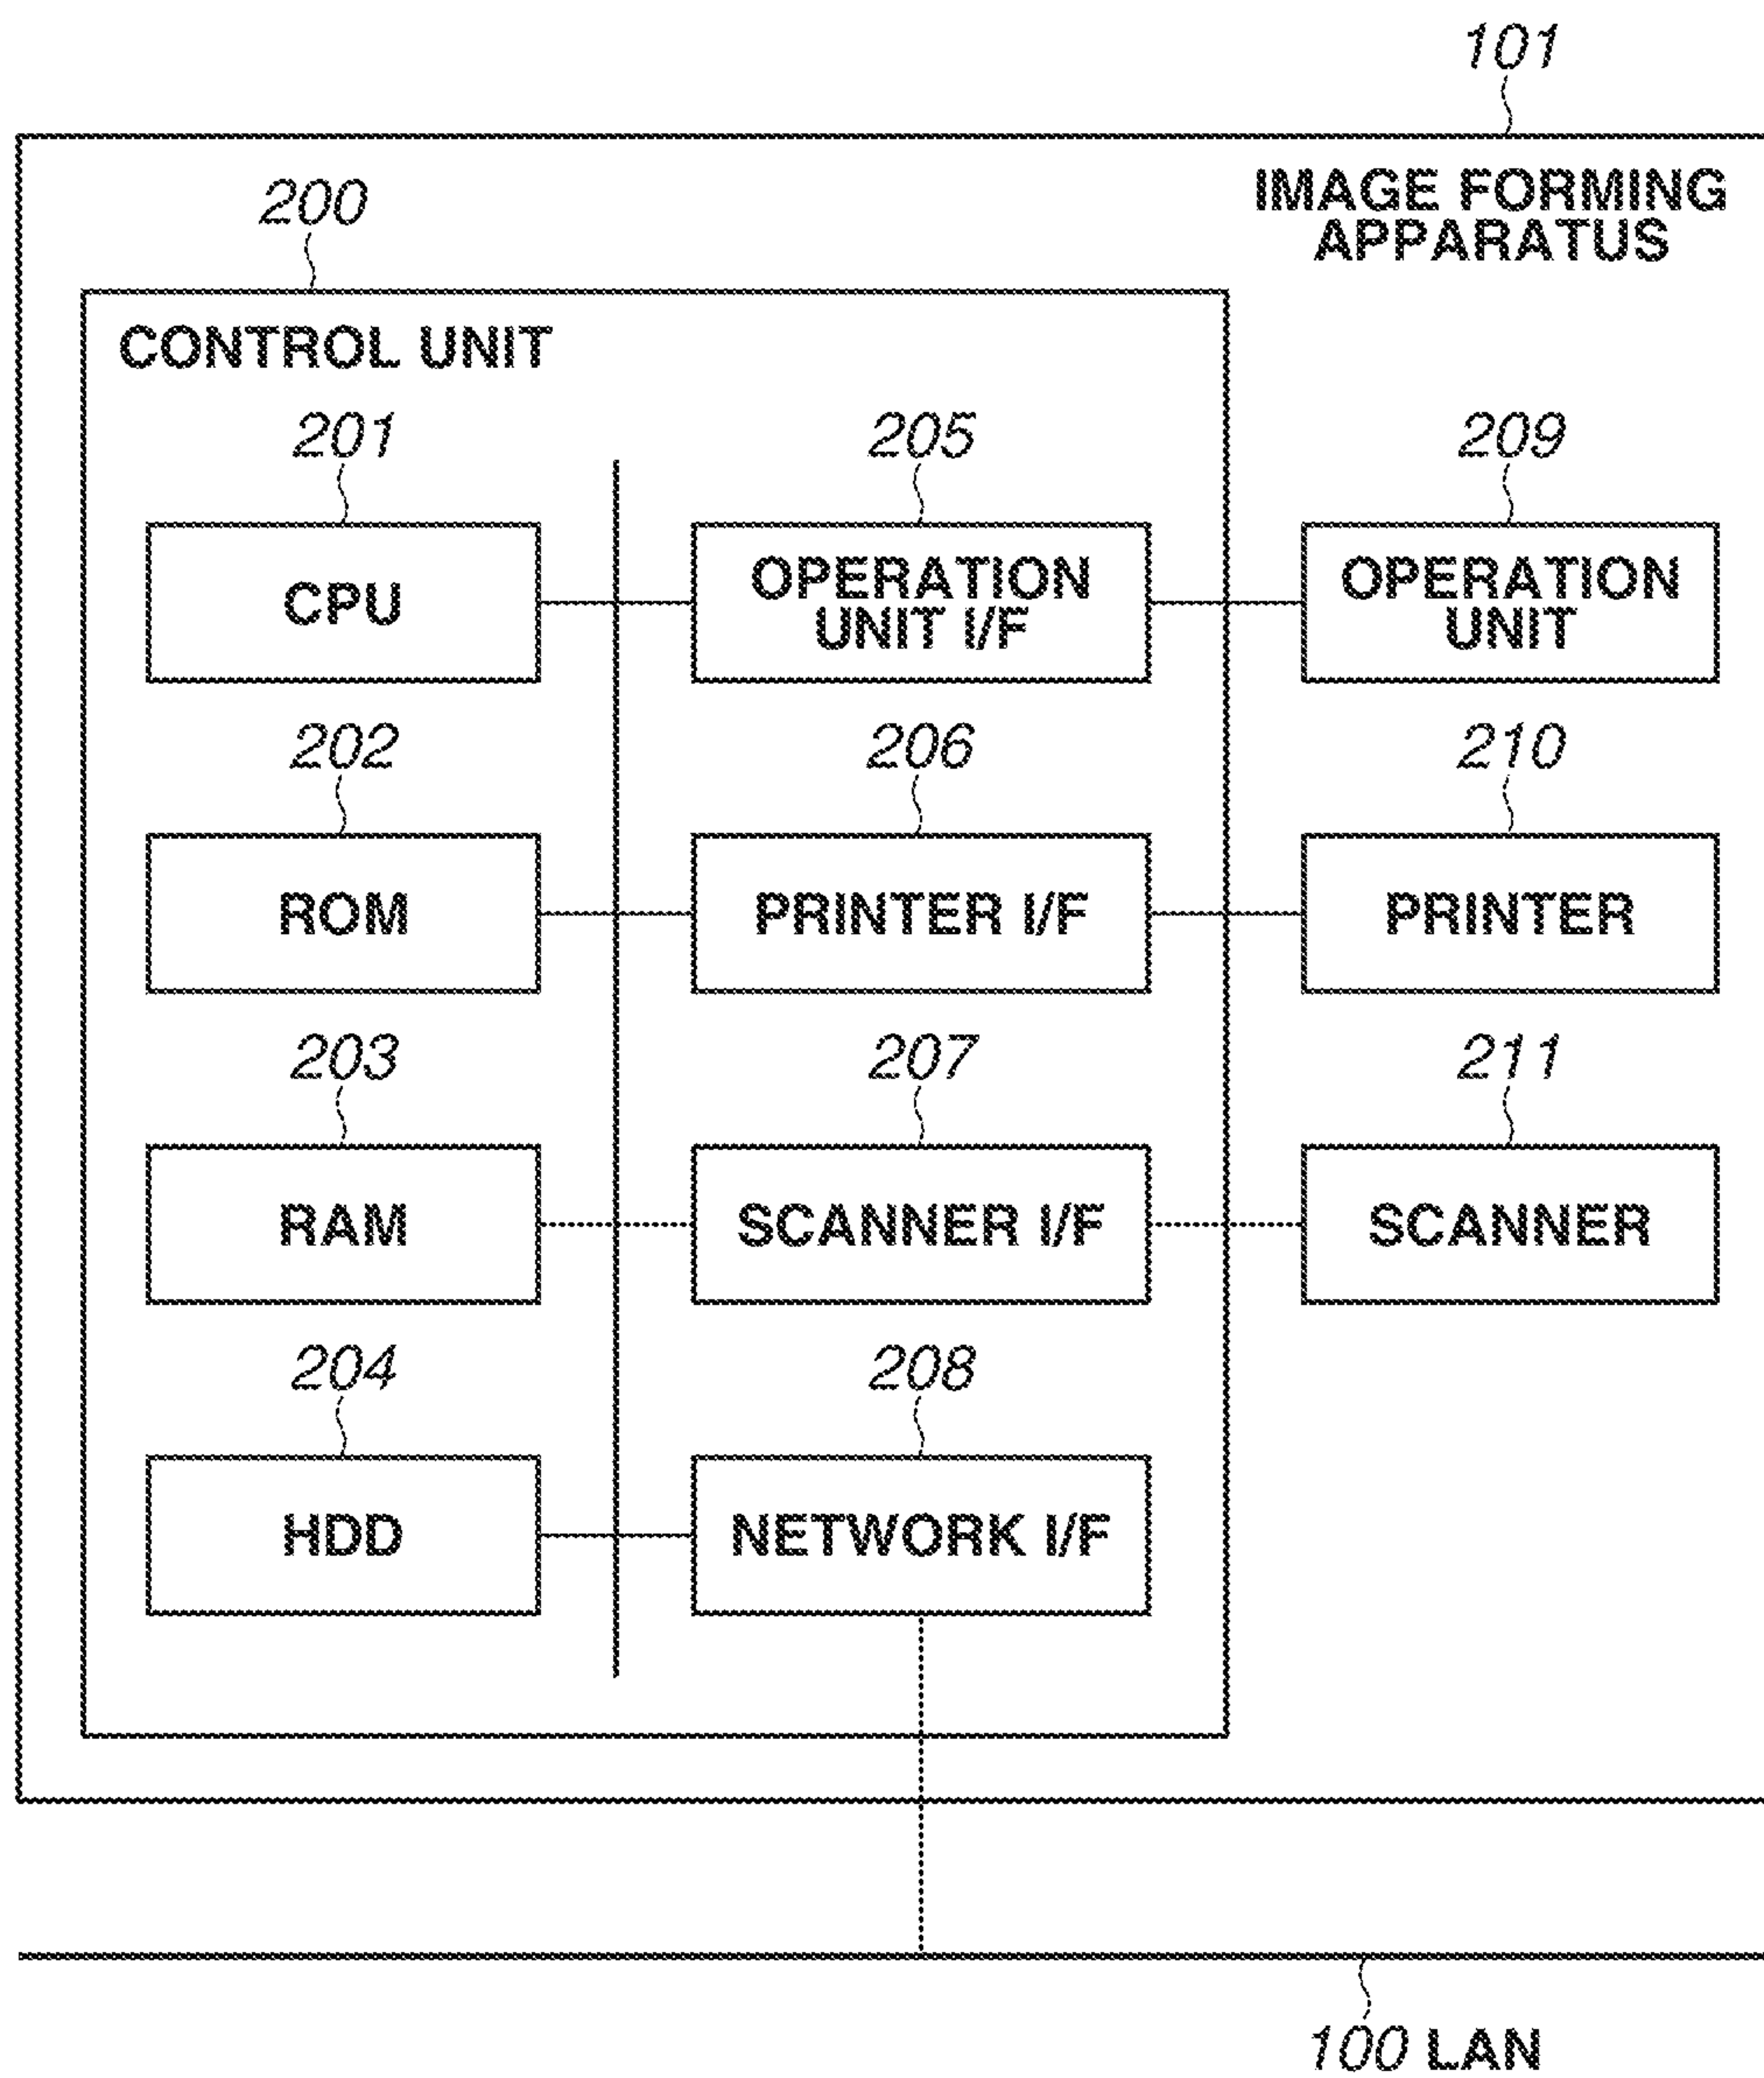 101
IMAGE FORMING
APPARATUS
200
CONTROL UNIT
201
205
209
CPU
OPERATION
UNIT I/F
OPERATION
UNIT
202
206
210
ROM
PRINTER I/F
PRINTER
203
207
211
RAM
SCANNER I/F
SCANNER
204
208
HDD
NETWORK I/F
100 LAN